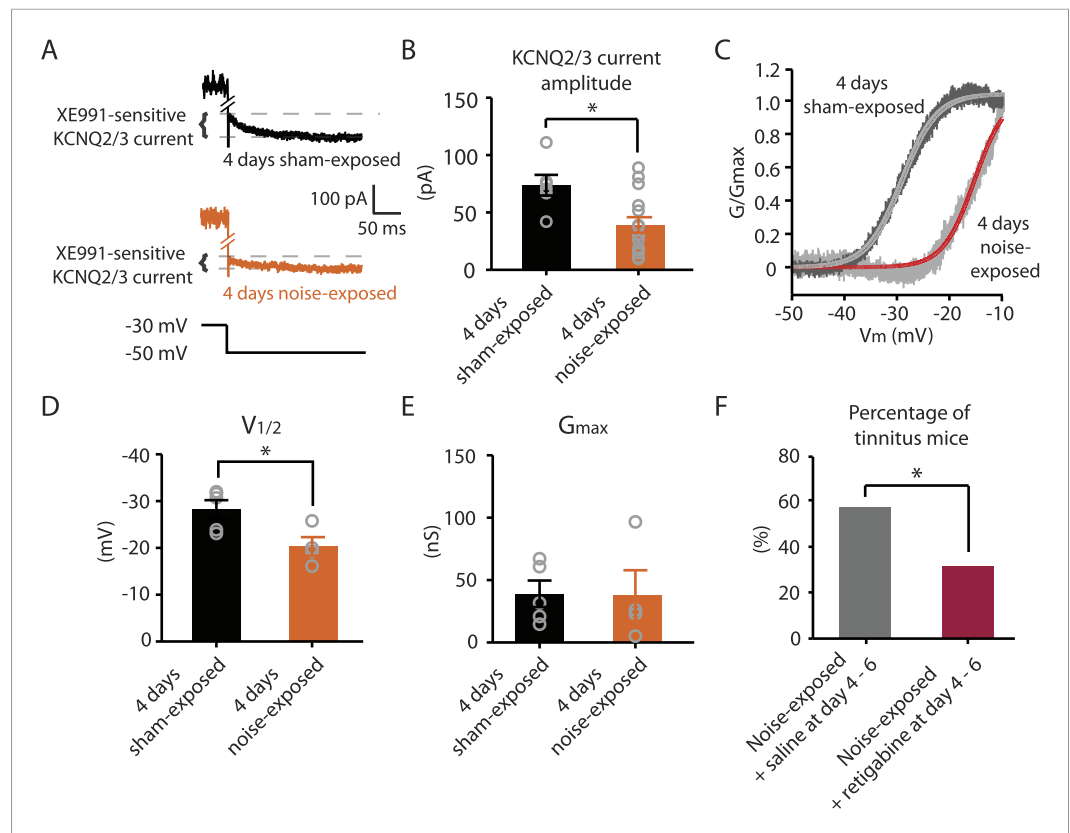 A
XE991-sensitive
KCNQ2/3 current
4 days sham-exposed
100 pA
50 ms
XE991-sensitive
KCNQ2/3 current
4 days noise-exposed
-30 mV
-50 mV
B
KCNQ2/3 current
amplitude
*
150
100
50
0
(pA)
4 days
sham-exposed
4 days
noise-exposed
C
1.2
1.0
0.8
0.6
0.4
0.2
0
G/Gmax
4 days
sham-exposed
4 days
noise-
exposed
-50
-40
-30
-20
-10
Vm (mV)
D
V1/2
*
-40
-30
-20
-10
0
(mV)
4 days
sham-exposed
4 days
noise-exposed
E
Gmax
150
100
50
0
(nS)
4 days
sham-exposed
4 days
noise-exposed
F
Percentage of
tinnitus mice
*
80
60
40
20
0
(%)
Noise-exposed
+ saline at day 4 - 6
Noise-exposed
+ retigabine at day 4 - 6